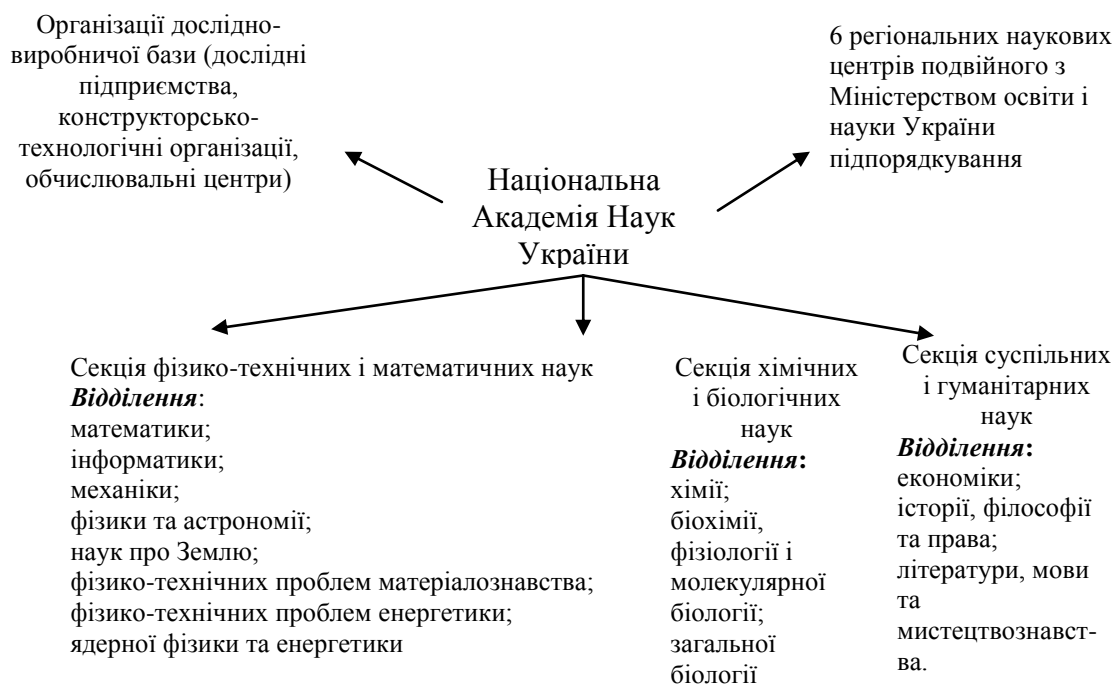 Організації дослідно-
виробничої бази (дослідні
підприємства,
конструкторсько-
технологічні організації,
обчислювальні центри)
6 регіональних наукових
центрів подвійного з
Міністерством освіти і
науки України
підпорядкування
Національна
Академія Наук
України
Секція фізико-технічних і математичних наук
Відділення:
математики;
інформатики;
механіки;
фізики та астрономії;
наук про Землю;
фізико-технічних проблем матеріалознавства;
фізико-технічних проблем енергетики;
ядерної фізики та енергетики
Секція хімічних
і біологічних
наук
Відділення:
хімії;
біохімії,
фізіології і
молекулярної
біології;
загальної
біології
Секція суспільних
і гуманітарних
наук
Відділення:
економіки;
історії, філософії
та права;
літератури, мови
та
мистецтвознавст-
ва.